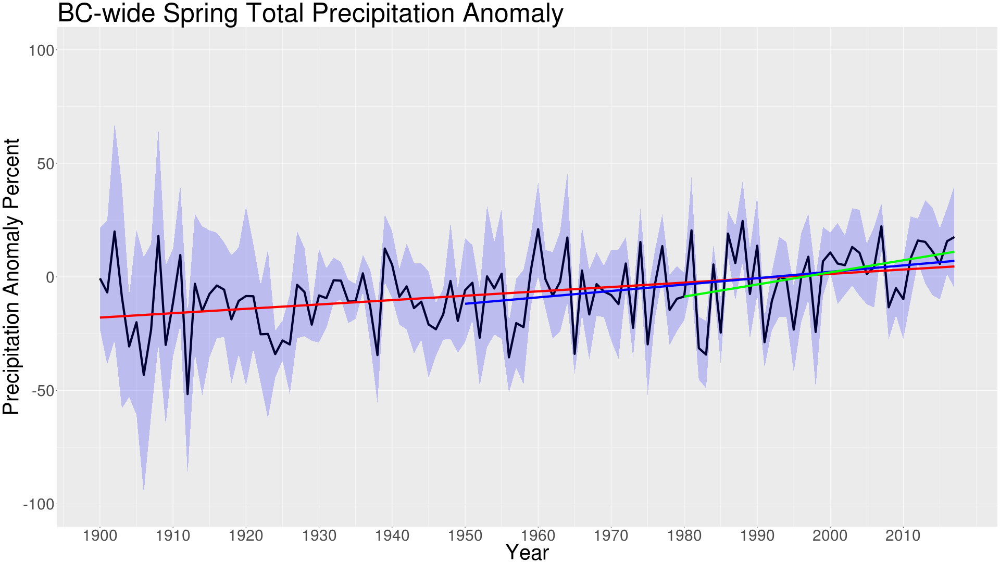 BC-wide Spring Total Precipitation Anomaly
Precipitation Anomaly Percent
100
50
0
-50
-100
1900 1910 1920 1930 1940 1950 1960 1970 1980 1990 2000 2010
Year